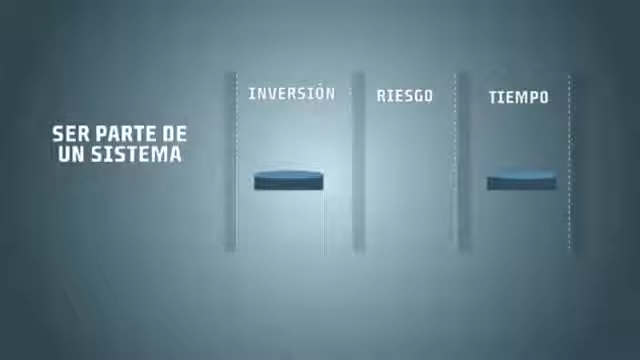 INVERSIÓN
RIESGO
TIEMPO
SER PARTE DE
UN SISTEMA